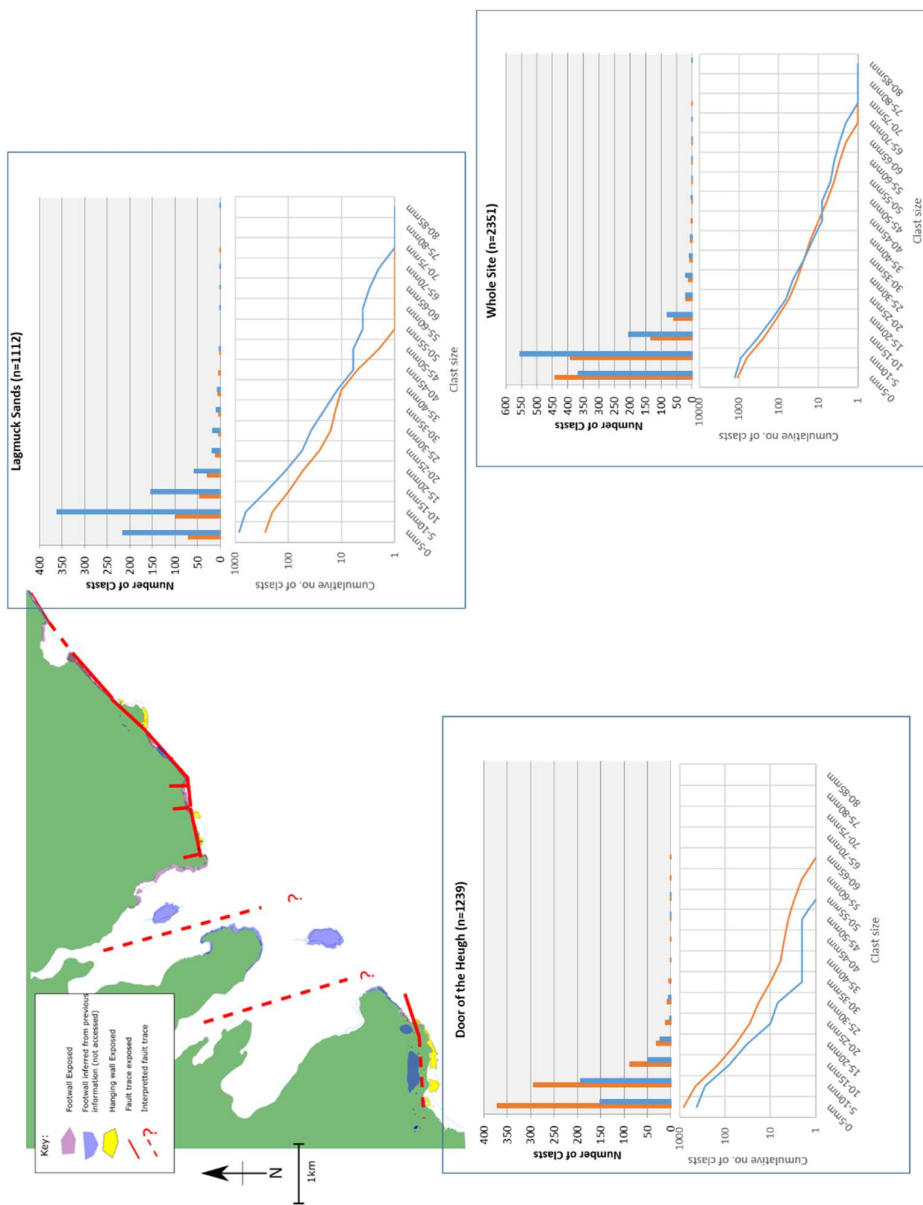 Key:
Footwall Exposed
Footwall inferred from previous
information (not accessed)
Hanging wall Exposed
Fault trace exposed
Interpretted fault trace
?
?
?
N
1km
Lagmuck Sands (n=1112)
Number of Clasts
400
350
300
250
200
150
100
50
0
Cumulative no. of clasts
1000
100
10
1
0-5mm
5-10mm
10-15mm
15-20mm
20-25mm
25-30mm
30-35mm
35-40mm
40-45mm
45-50mm
50-55mm
55-60mm
60-65mm
65-70mm
70-75mm
75-80mm
80-85mm
Clast size
Door of the Heugh (n=1239)
Number of Clasts
400
350
300
250
200
150
100
50
0
Cumulative no. of clasts
1000
100
10
1
0-5mm
5-10mm
10-15mm
15-20mm
20-25mm
25-30mm
30-35mm
35-40mm
40-45mm
45-50mm
50-55mm
55-60mm
60-65mm
65-70mm
70-75mm
75-80mm
80-85mm
Clast size
Whole Site (n=2351)
Number of Clasts
600
550
500
450
400
350
300
250
200
150
100
50
0
Cumulative no. of clasts
10000
1000
100
10
1
0-5mm
5-10mm
10-15mm
15-20mm
20-25mm
25-30mm
30-35mm
35-40mm
40-45mm
45-50mm
50-55mm
55-60mm
60-65mm
65-70mm
70-75mm
75-80mm
80-85mm
Clast size